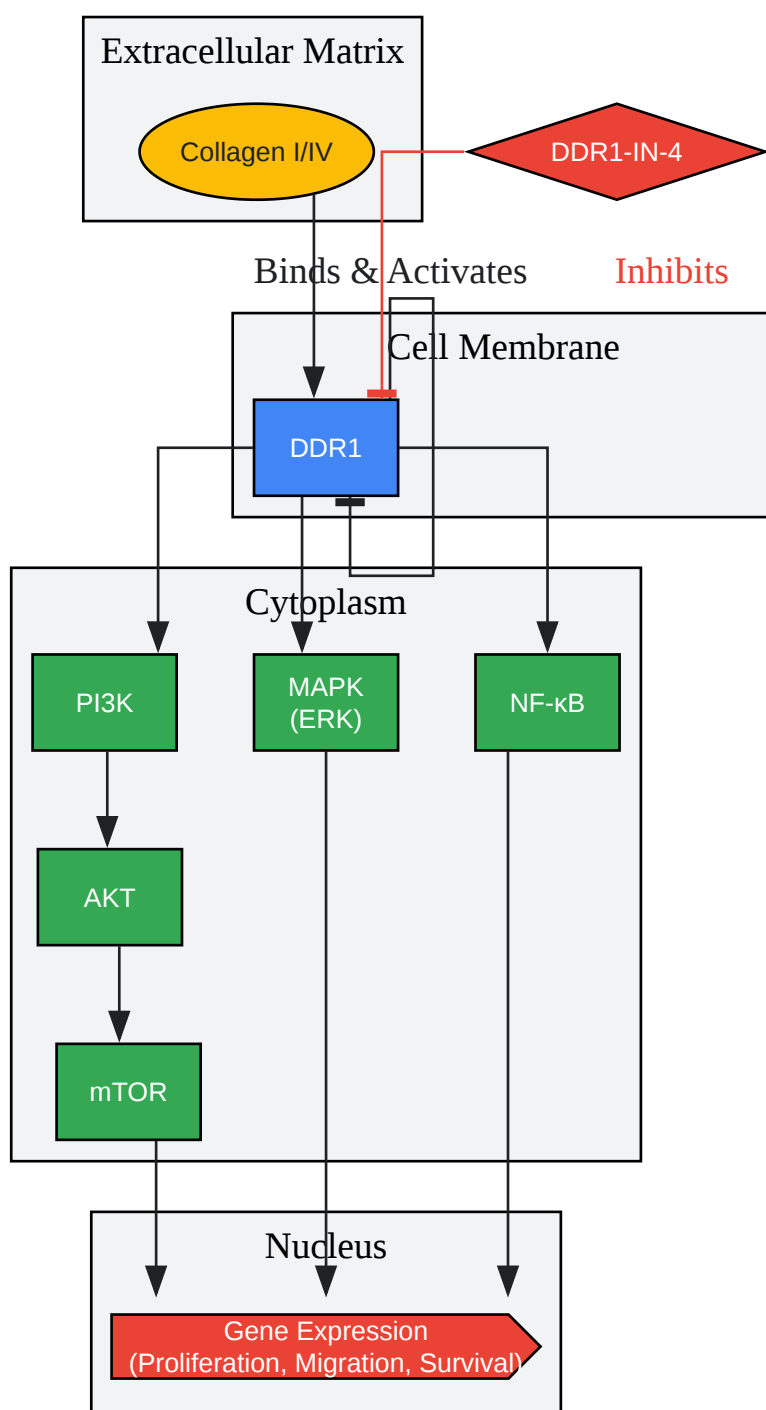 Extracellular Matrix
Collagen I/IV
DDR1-IN-4
Binds & Activates
Inhibits
Cell Membrane
DDR1
Cytoplasm
PI3K
MAPK
(ERK)
NF-κB
AKT
mTOR
Nucleus
Gene Expression
(Proliferation, Migration, Survival)